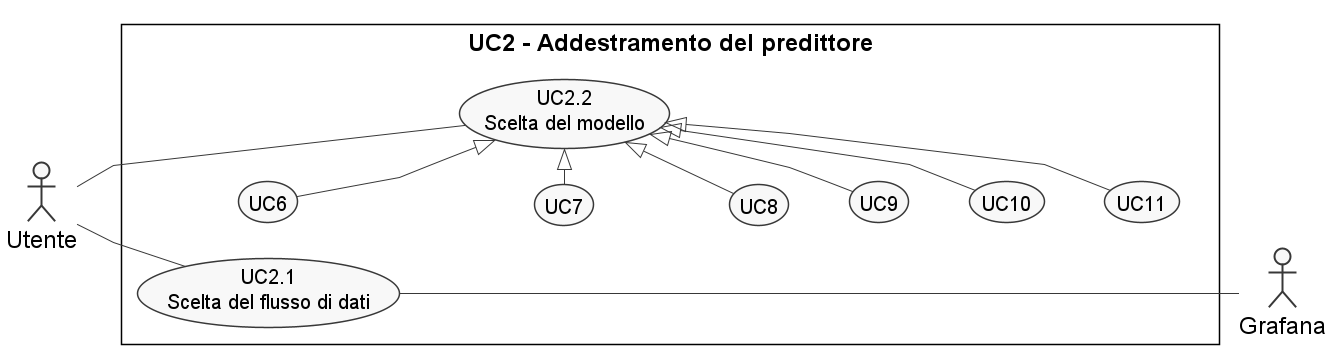 UC2 - Addestramento del predittore
UC2.2
Scelta del modello
UC6
UC7
UC8
UC9
UC10
UC11
Utente
UC2.1
Scelta del flusso di dati
Grafana